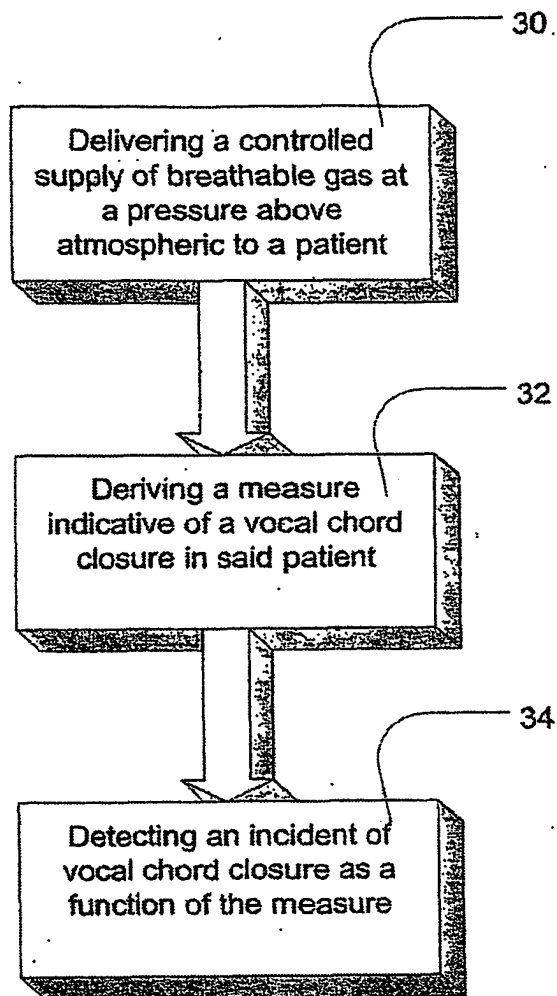 30
Delivering a controlled
supply of breathable gas at
a pressure above
atmospheric to a patient
32
Deriving a measure
indicative of a vocal chord
closure in said patient
34
Detecting an incident of
vocal chord closure as a
function of the measure